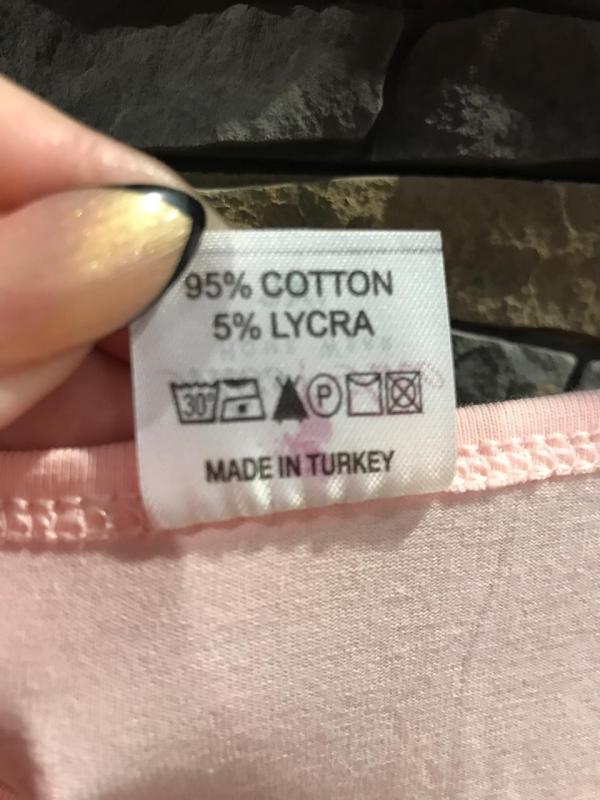 95% COTTON
5% LYCRA
30° P
MADE IN TURKEY